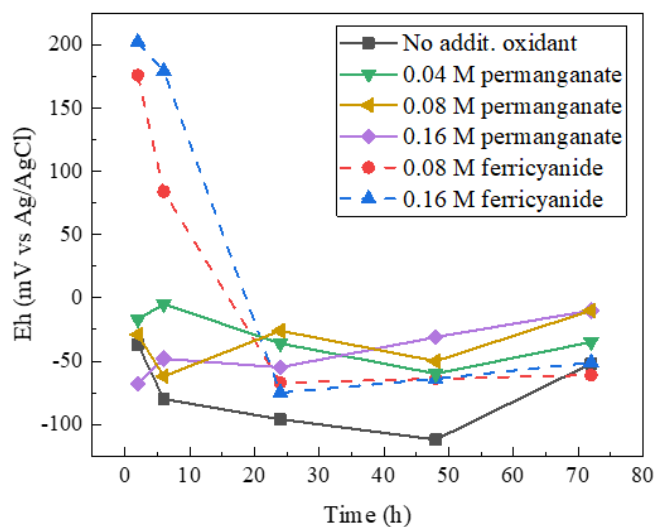 No addit. oxidant
0.04 M permanganate
0.08 M permanganate
0.16 M permanganate
0.08 M ferricyanide
0.16 M ferricyanide
Eh (mV vs Ag/AgCl)
200
150
100
50
0
-50
-100
0 10 20 30 40 50 60 70 80
Time (h)